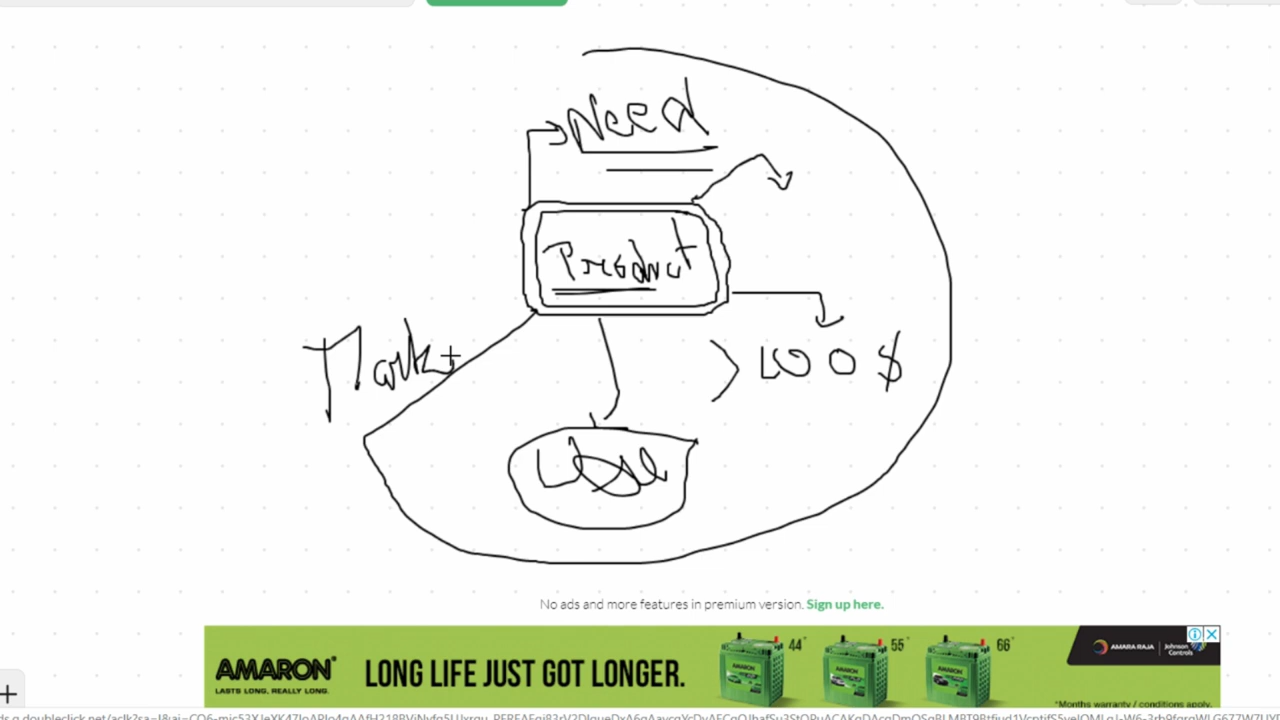 Need
Product
Markt
> 100 $
Use
No ads and more features in premium version. Sign up here.
AMARON
LASTS LONG, REALLY LONG.
LONG LIFE JUST GOT LONGER.
44*
55*
66*
AMARA RAJA
Johnson Controls
*Months warranty / conditions apply.